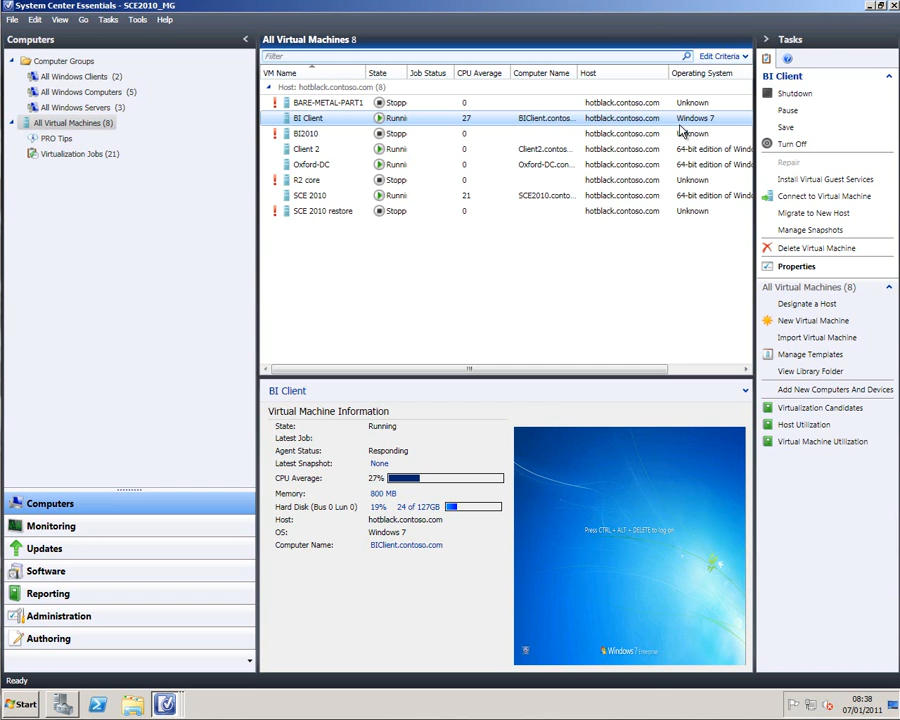 System Center Essentials - SCE2010_MG
File Edit View Go Tasks Tools Help
Computers
Computer Groups
All Windows Clients (2)
All Windows Computers (5)
All Windows Servers (3)
All Virtual Machines (8)
PRO Tips
Virtualization Jobs (21)
Computers
Monitoring
Updates
Software
Reporting
Administration
Authoring
All Virtual Machines 8
Filter Edit Criteria
VM Name State Job Status CPU Average Computer Name Host Operating System
Host: hotblack.contoso.com (8)
BARE-METAL-PART1 Stopp 0 hotblack.contoso.com Unknown
BI Client Runni 27 BIClient.contos... hotblack.contoso.com Windows 7
BI2010 Stopp 0 hotblack.contoso.com Unknown
Client 2 Runni 0 Client2.contos... hotblack.contoso.com 64-bit edition of Windo
Oxford-DC Runni 0 Oxford-DC.con... hotblack.contoso.com 64-bit edition of Windo
R2 core Stopp 0 hotblack.contoso.com Unknown
SCE 2010 Runni 21 SCE2010.conto... hotblack.contoso.com 64-bit edition of Windo
SCE 2010 restore Stopp 0 hotblack.contoso.com Unknown
BI Client
Virtual Machine Information
State: Running
Latest Job:
Agent Status: Responding
Latest Snapshot: None
CPU Average: 27%
Memory: 800 MB
Hard Disk (Bus 0 Lun 0) 19% 24 of 127GB
Host: hotblack.contoso.com
OS: Windows 7
Computer Name: BIClient.contoso.com
Press CTRL + ALT + DELETE to log on
Windows 7 Enterprise
Tasks
BI Client
Shutdown
Pause
Save
Turn Off
Repair
Install Virtual Guest Services
Connect to Virtual Machine
Migrate to New Host
Manage Snapshots
Delete Virtual Machine
Properties
All Virtual Machines (8)
Designate a Host
New Virtual Machine
Import Virtual Machine
Manage Templates
View Library Folder
Add New Computers And Devices
Virtualization Candidates
Host Utilization
Virtual Machine Utilization
Ready
Start
08:38
07/01/2011